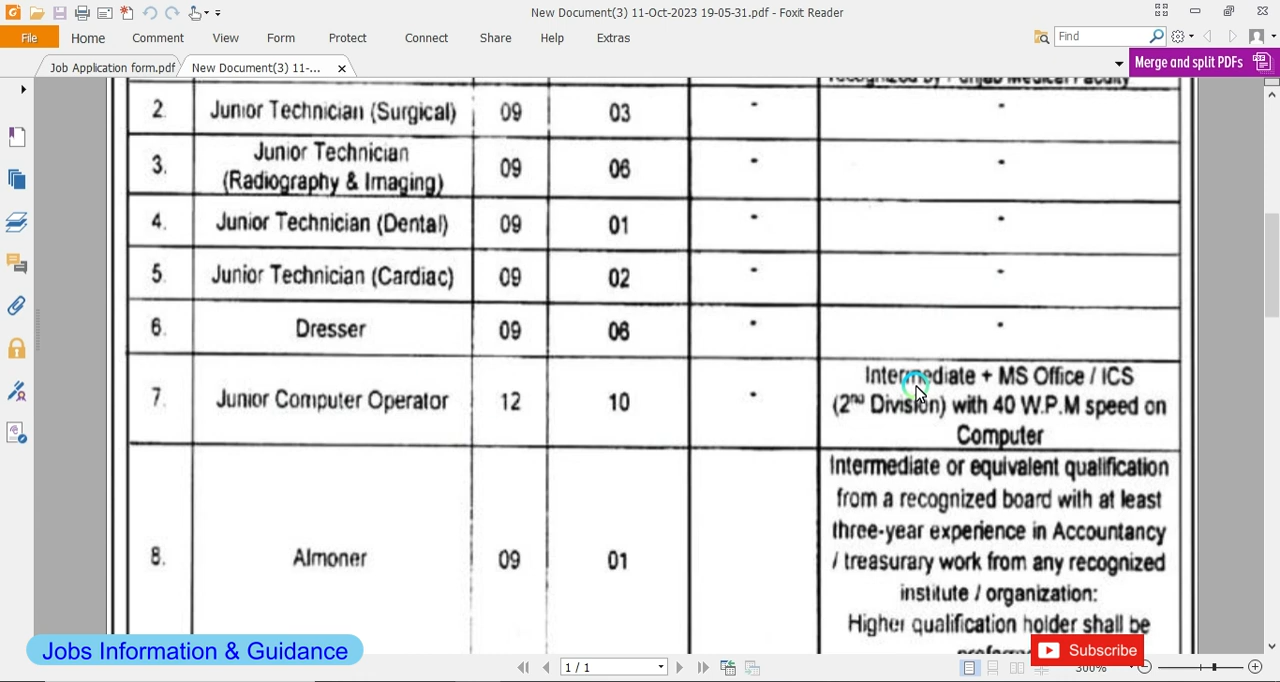 New Document(3) 11-Oct-2023 19-05-31.pdf - Foxit Reader
File Home Comment View Form Protect Connect Share Help Extras
Find
Job Application form.pdf New Document(3) 11-...
Merge and split PDFs
recognized by Punjab Medical Faculty
2. Junior Technician (Surgical) 09 03 - -
3. Junior Technician
(Radiography & Imaging) 09 06 - -
4. Junior Technician (Dental) 09 01 - -
5. Junior Technician (Cardiac) 09 02 - -
6. Dresser 09 06 - -
7. Junior Computer Operator 12 10 - Intermediate + MS Office / ICS
(2nd Division) with 40 W.P.M speed on
Computer
8. Almoner 09 01 Intermediate or equivalent qualification
from a recognized board with at least
three-year experience in Accountancy
/ treasurary work from any recognized
institute / organization:
Higher qualification holder shall be
Jobs Information & Guidance
Subscribe
1 / 1
300%